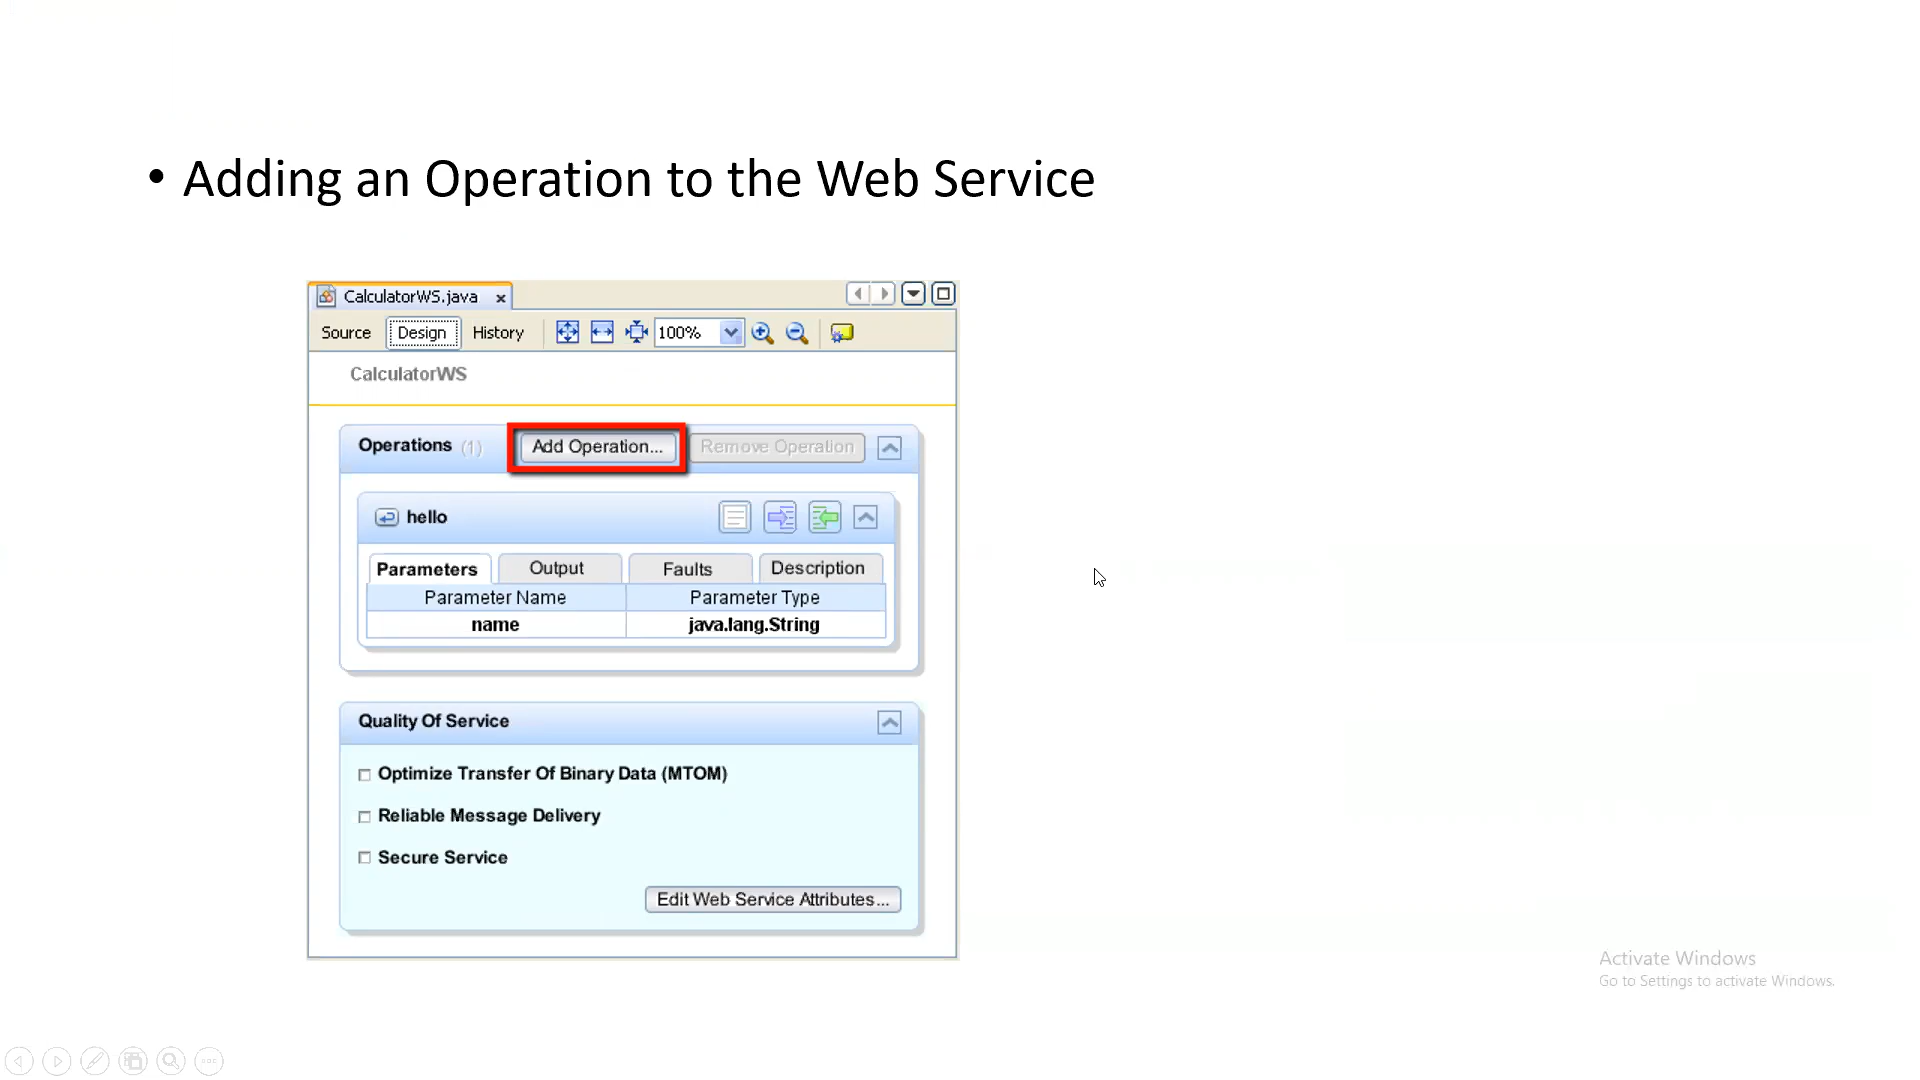 • Adding an Operation to the Web Service
CalculatorWS.java
Source Design History 100%
CalculatorWS
Operations (1) Add Operation... Remove Operation
hello
Parameters Output Faults Description
Parameter Name Parameter Type
name java.lang.String
Quality Of Service
Optimize Transfer Of Binary Data (MTOM)
Reliable Message Delivery
Secure Service
Edit Web Service Attributes...
Activate Windows
Go to Settings to activate Windows.